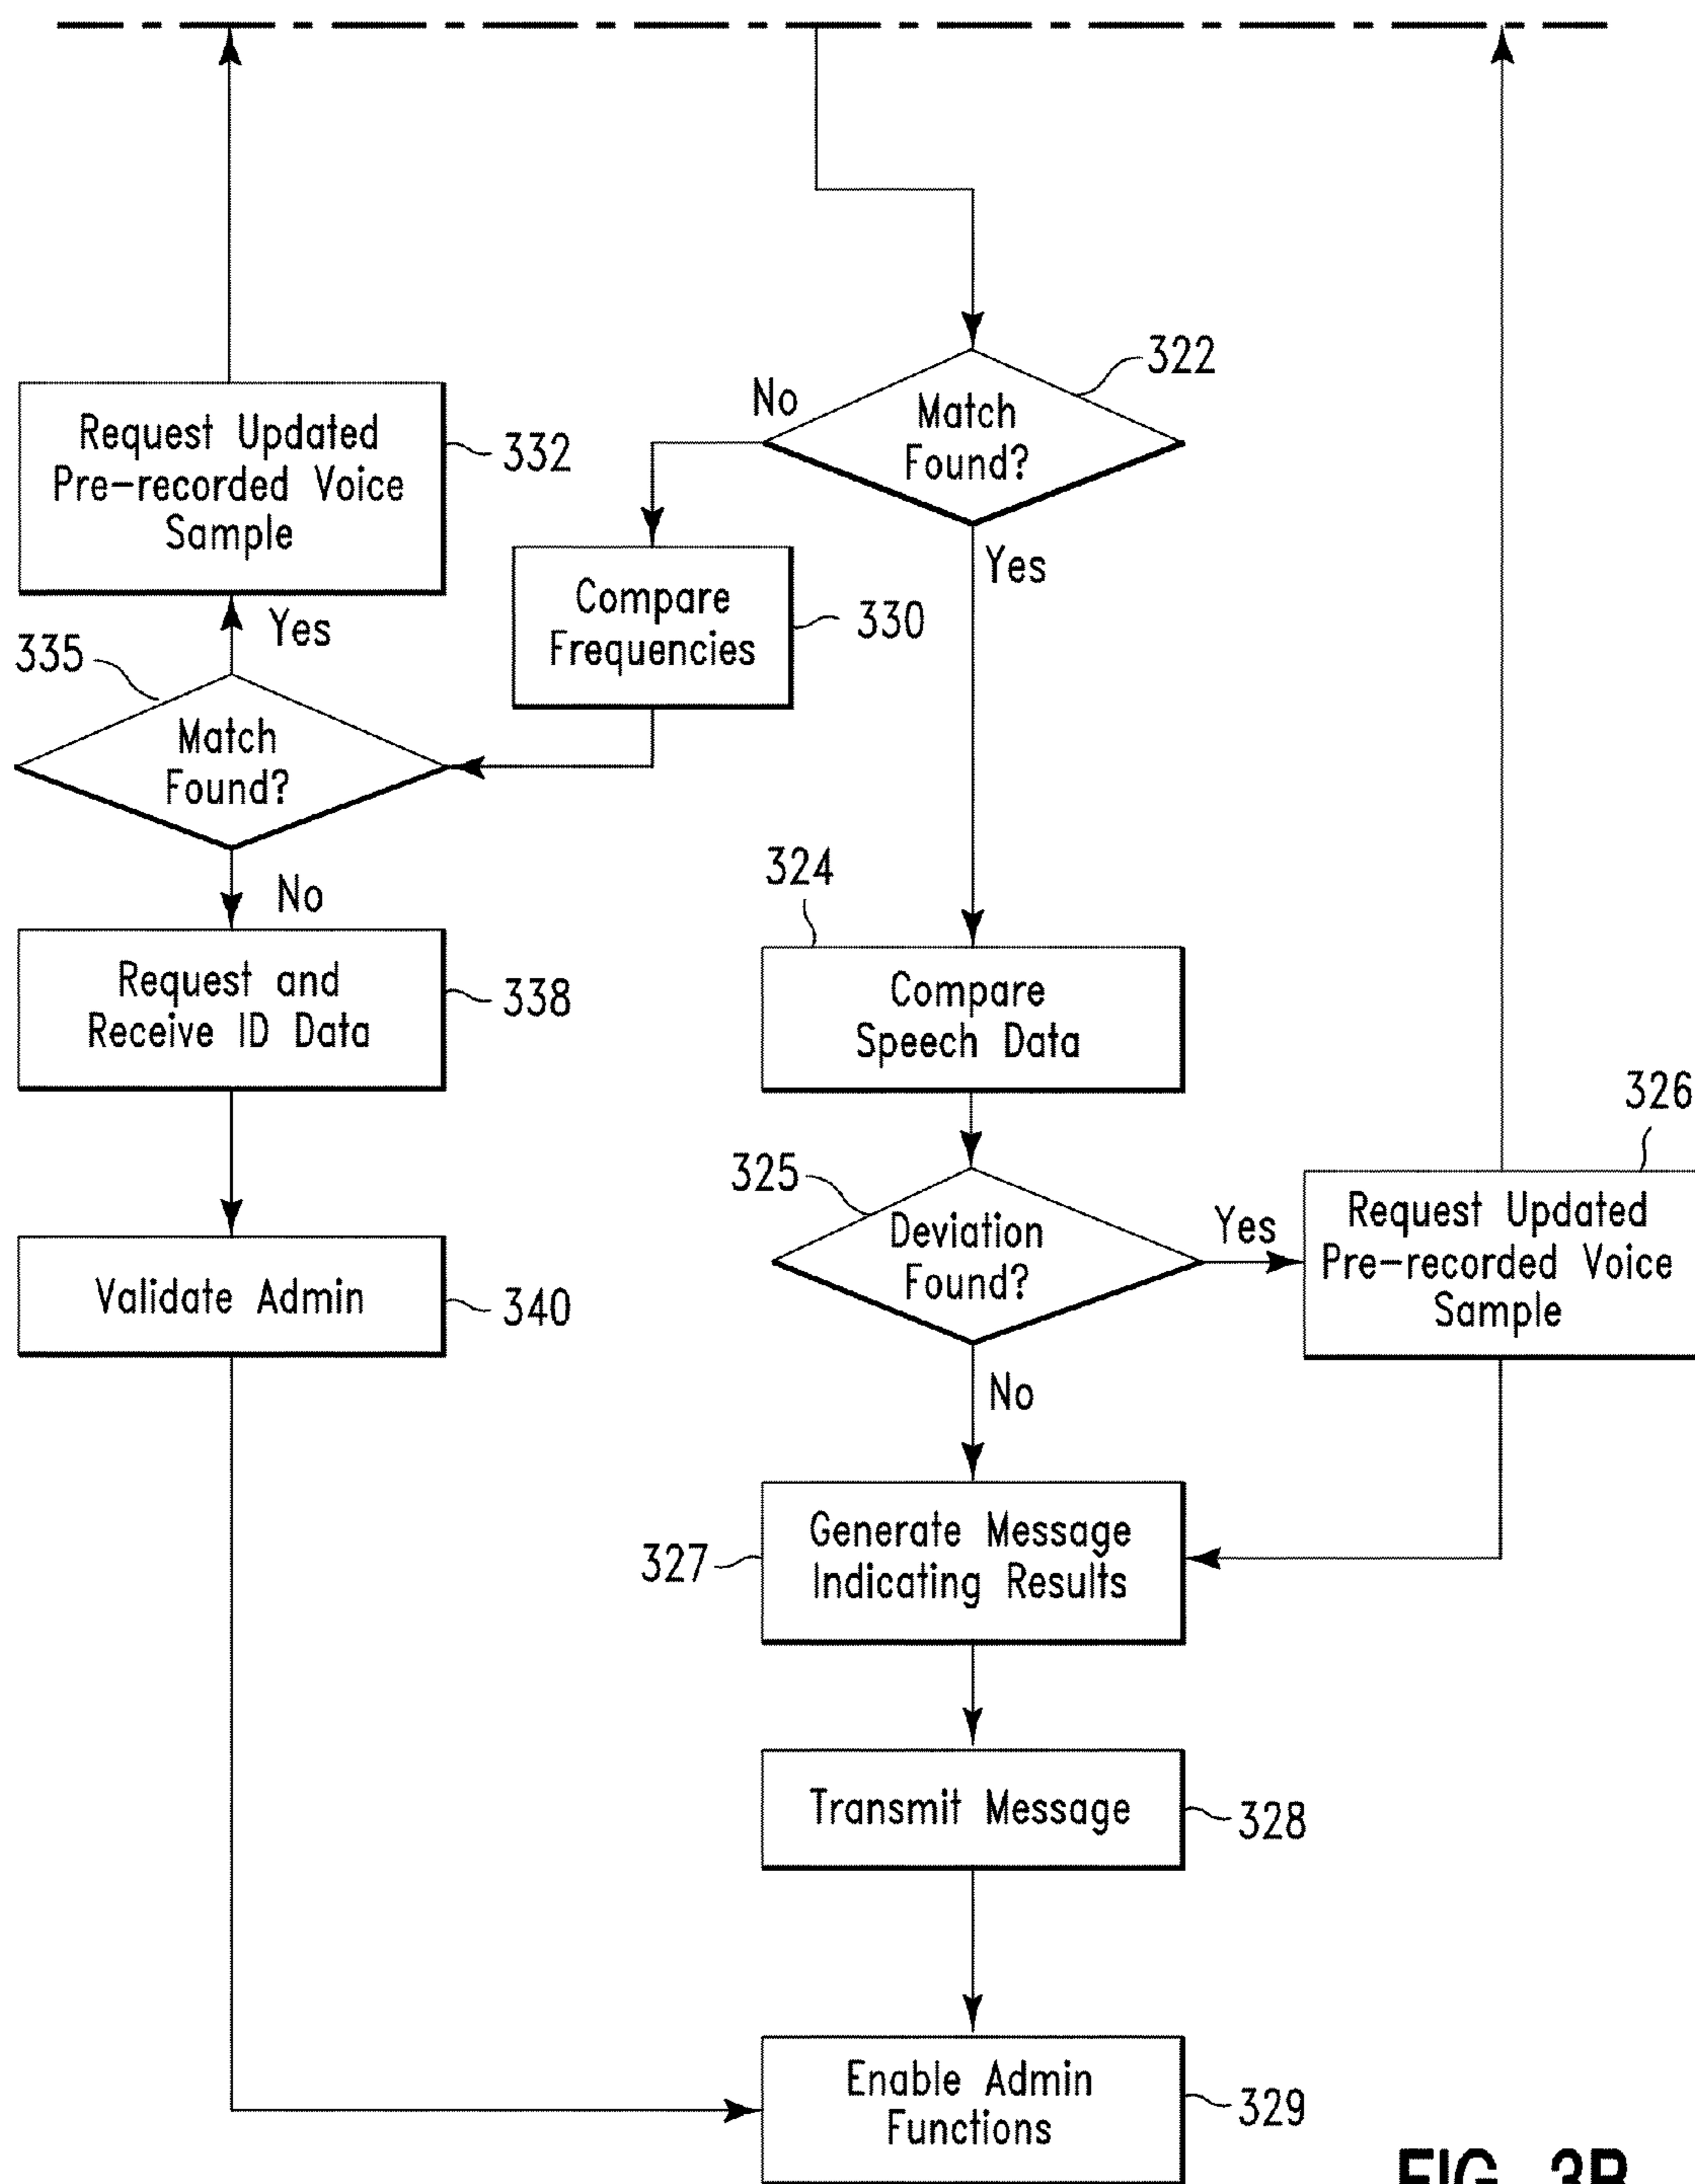 322
No
Match
Found?
Request Updated
Pre-recorded Voice
Sample
332
Yes
Compare
Frequencies
330
Yes
335
Match
Found?
324
No
Request and
Receive ID Data
338
Compare
Speech Data
326
325
Deviation
Found?
Yes
Request Updated
Pre-recorded Voice
Sample
Validate Admin
340
No
Generate Message
Indicating Results
327
Transmit Message
328
Enable Admin
Functions
329
FIG. 3B